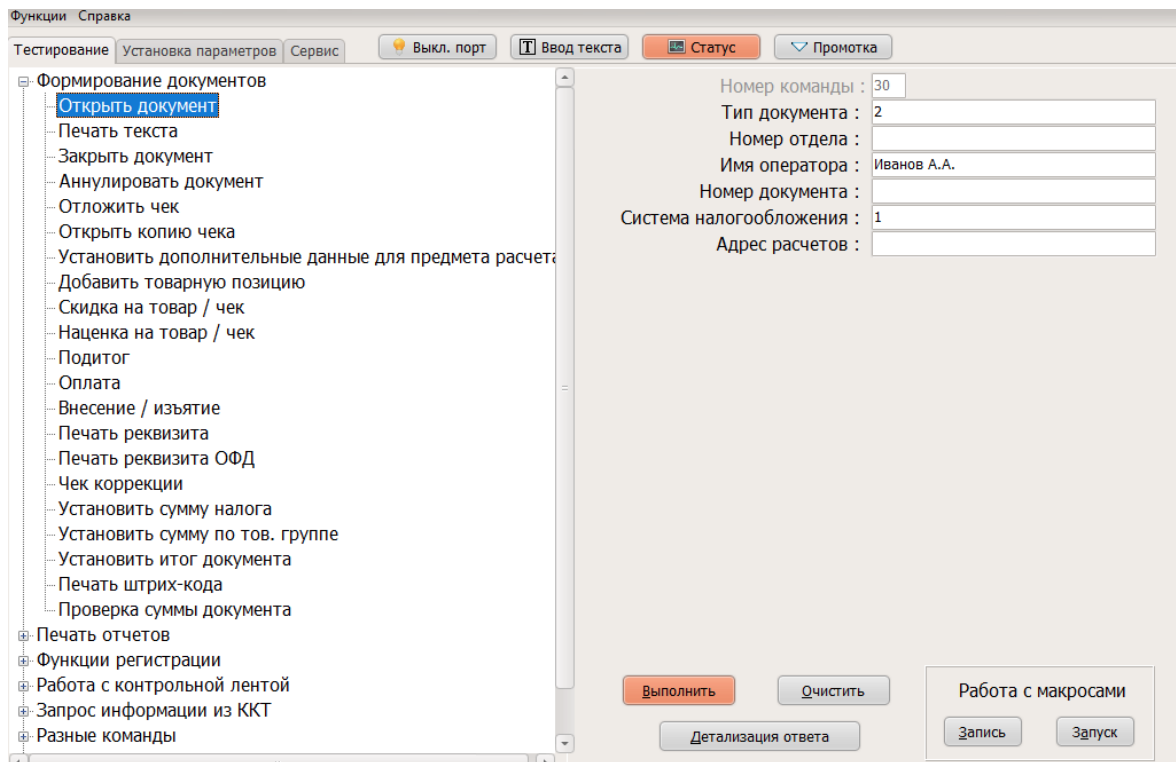 Функции Справка
Тестирование Установка параметров Сервис Выкл. порт Ввод текста Статус Промотка
Формирование документов
Открыть документ
Печать текста
Закрыть документ
Аннулировать документ
Отложить чек
Открыть копию чека
Установить дополнительные данные для предмета расчета
Добавить товарную позицию
Скидка на товар / чек
Наценка на товар / чек
Подитог
Оплата
Внесение / изъятие
Печать реквизита
Печать реквизита ОФД
Чек коррекции
Установить сумму налога
Установить сумму по тов. группе
Установить итог документа
Печать штрих-кода
Проверка суммы документа
Печать отчетов
Функции регистрации
Работа с контрольной лентой
Запрос информации из ККТ
Разные команды
Номер команды : 30
Тип документа : 2
Номер отдела :
Имя оператора : Иванов А.А.
Номер документа :
Система налогообложения : 1
Адрес расчетов :
Выполнить Очистить
Детализация ответа
Работа с макросами
Запись Запуск